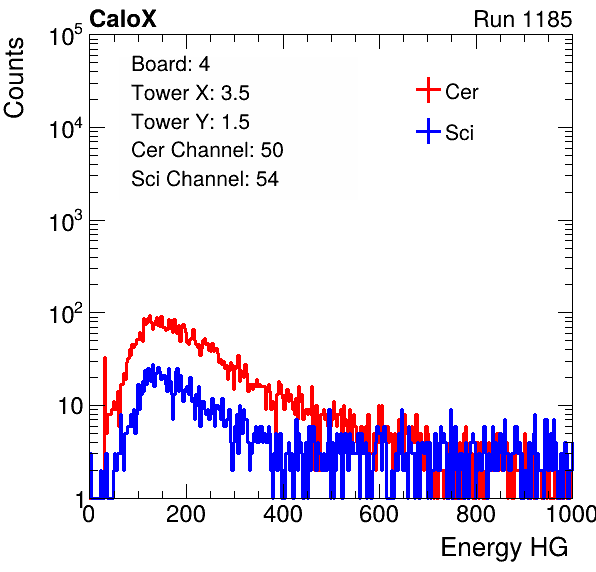 CaloX Run 1185
Counts
10^5
10^4
10^3
10^2
10
1
Board: 4
Tower X: 3.5
Tower Y: 1.5
Cer Channel: 50
Sci Channel: 54
Cer
Sci
0 200 400 600 800 1000
Energy HG